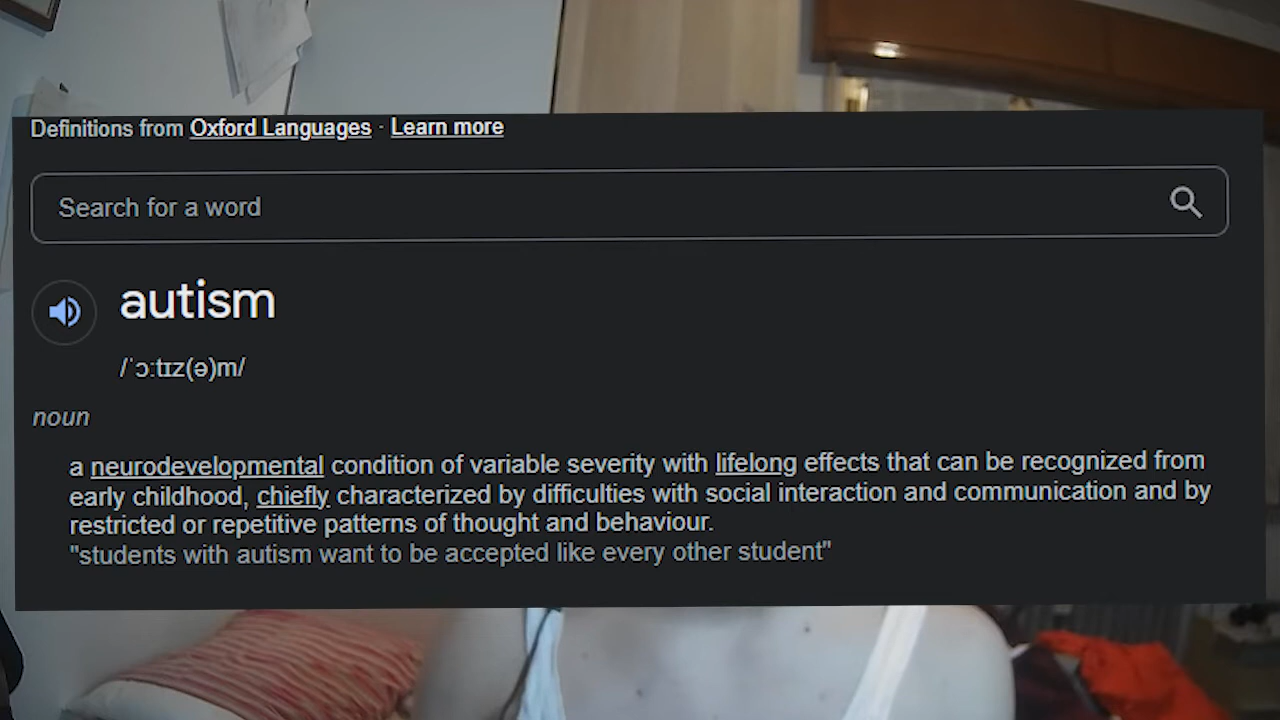 Definitions from Oxford Languages · Learn more
Search for a word
autism
/ˈɔːtɪz(ə)m/
noun
a neurodevelopmental condition of variable severity with lifelong effects that can be recognized from
early childhood, chiefly characterized by difficulties with social interaction and communication and by
restricted or repetitive patterns of thought and behaviour.
"students with autism want to be accepted like every other student"